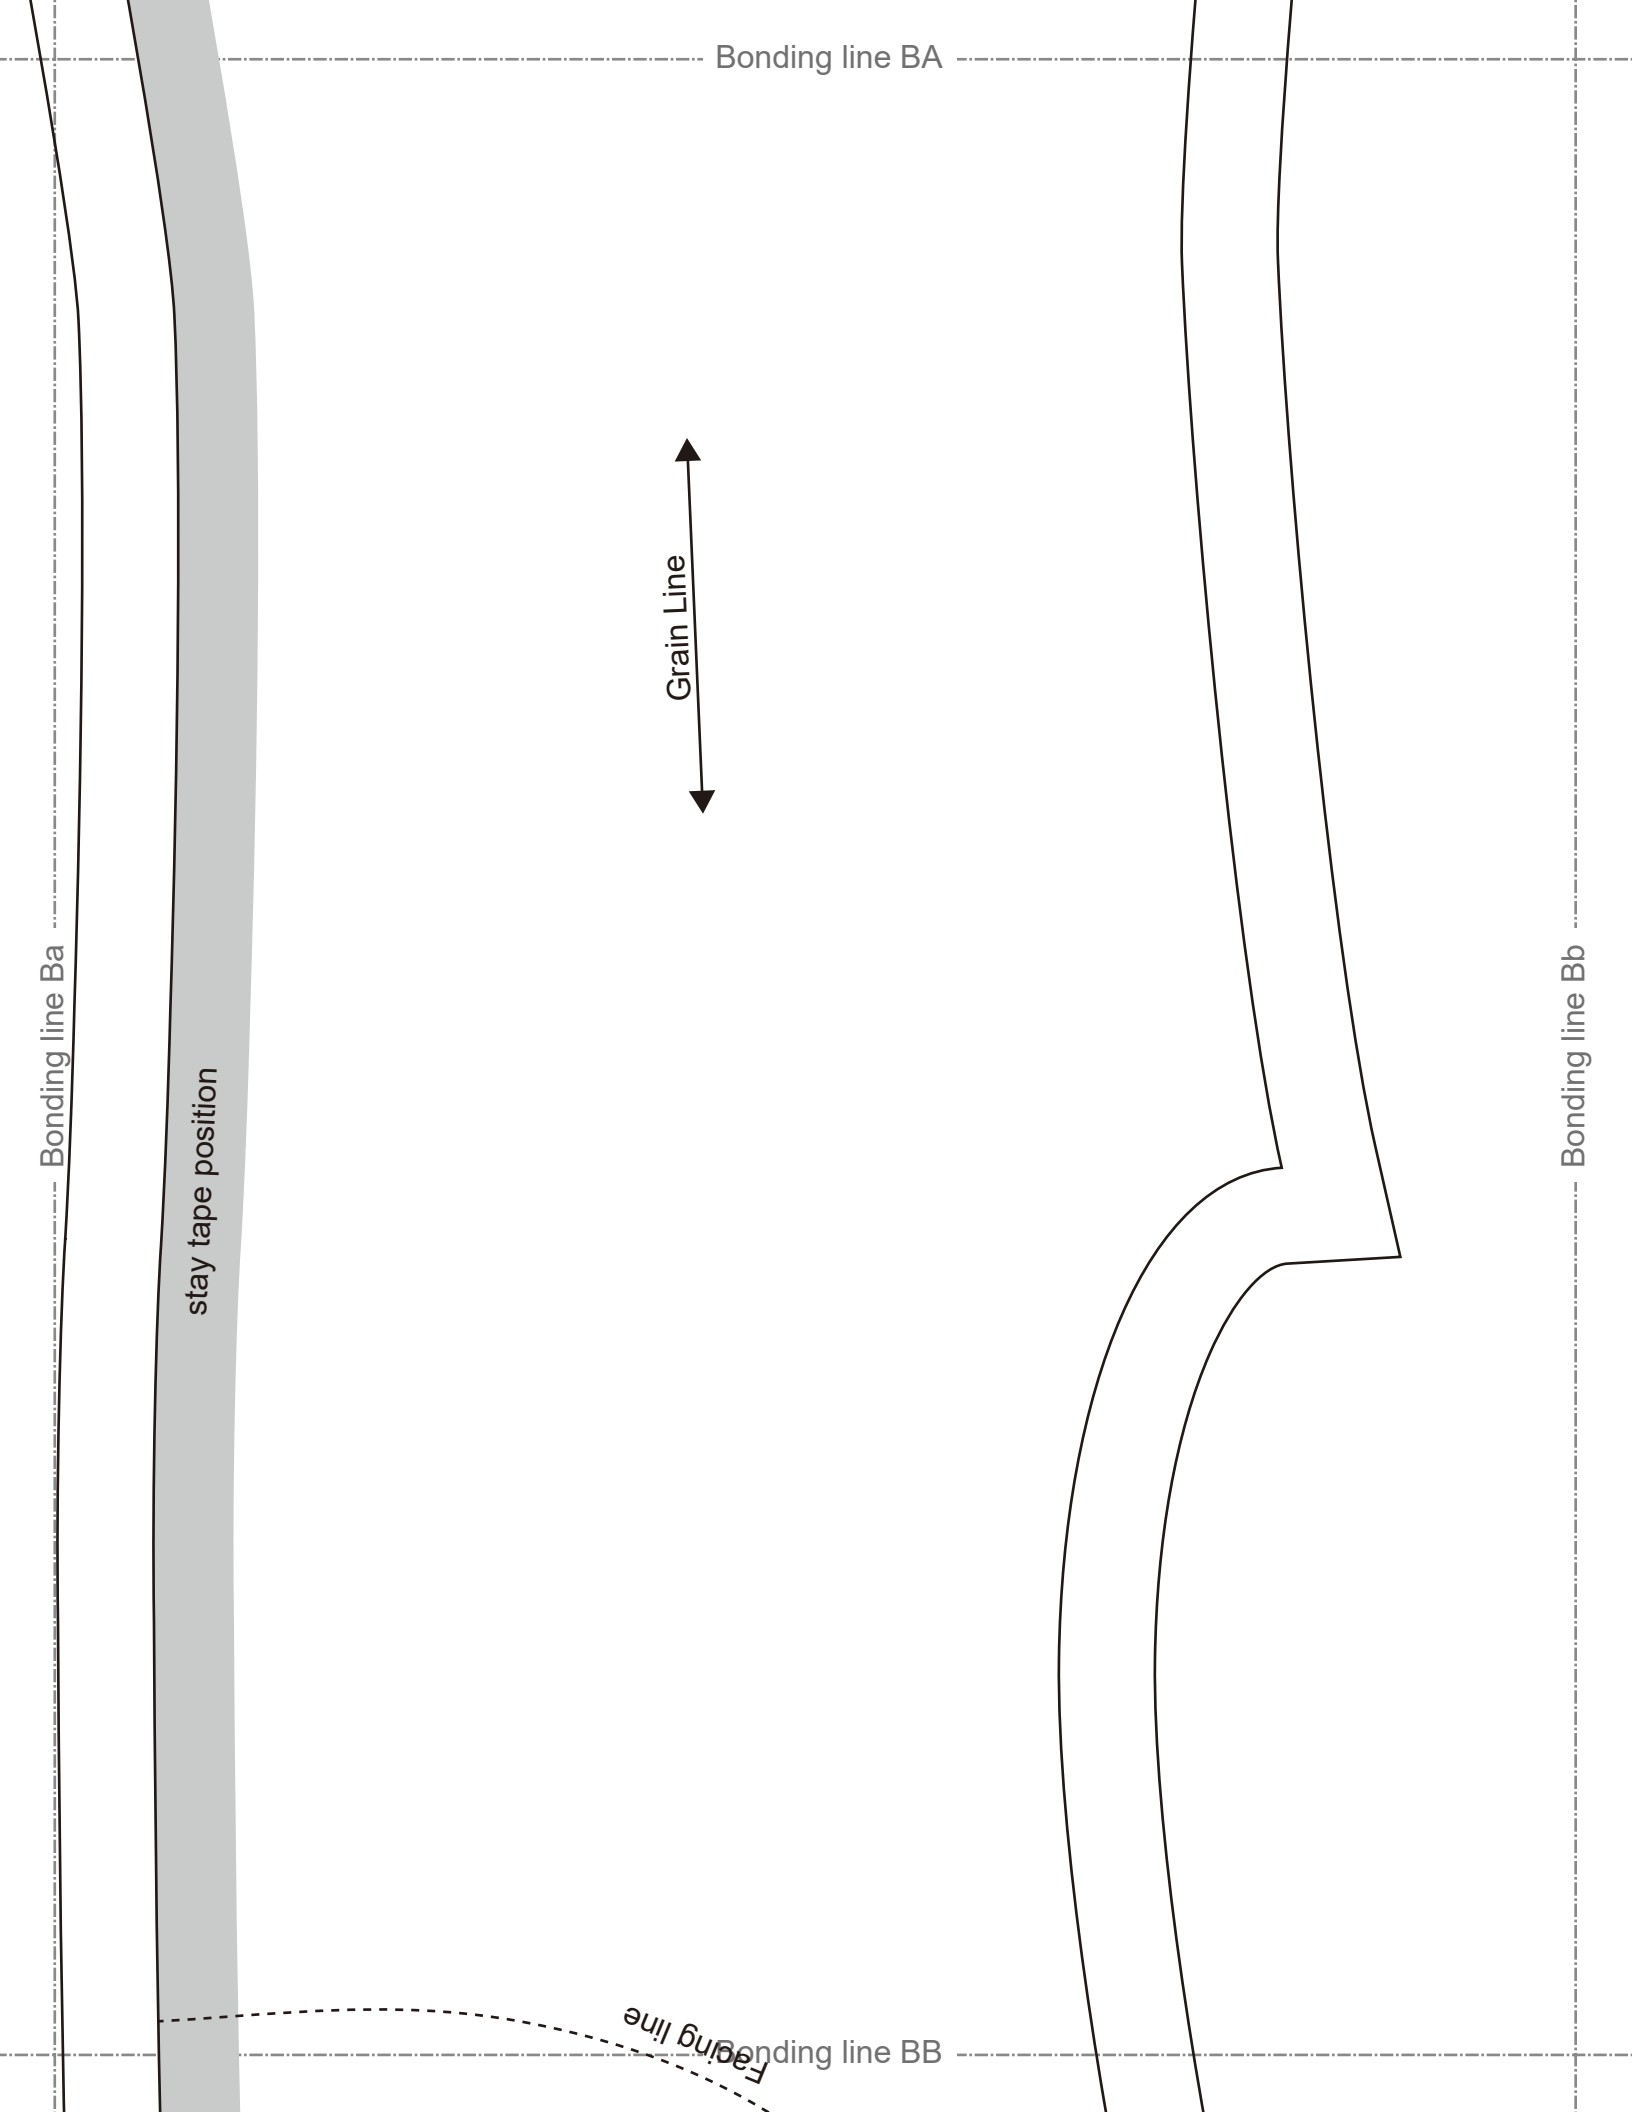 Bonding line BA
Grain Line
Bonding line Ba
Bonding line Bb
stay tape position
Facing line
Bonding line BB